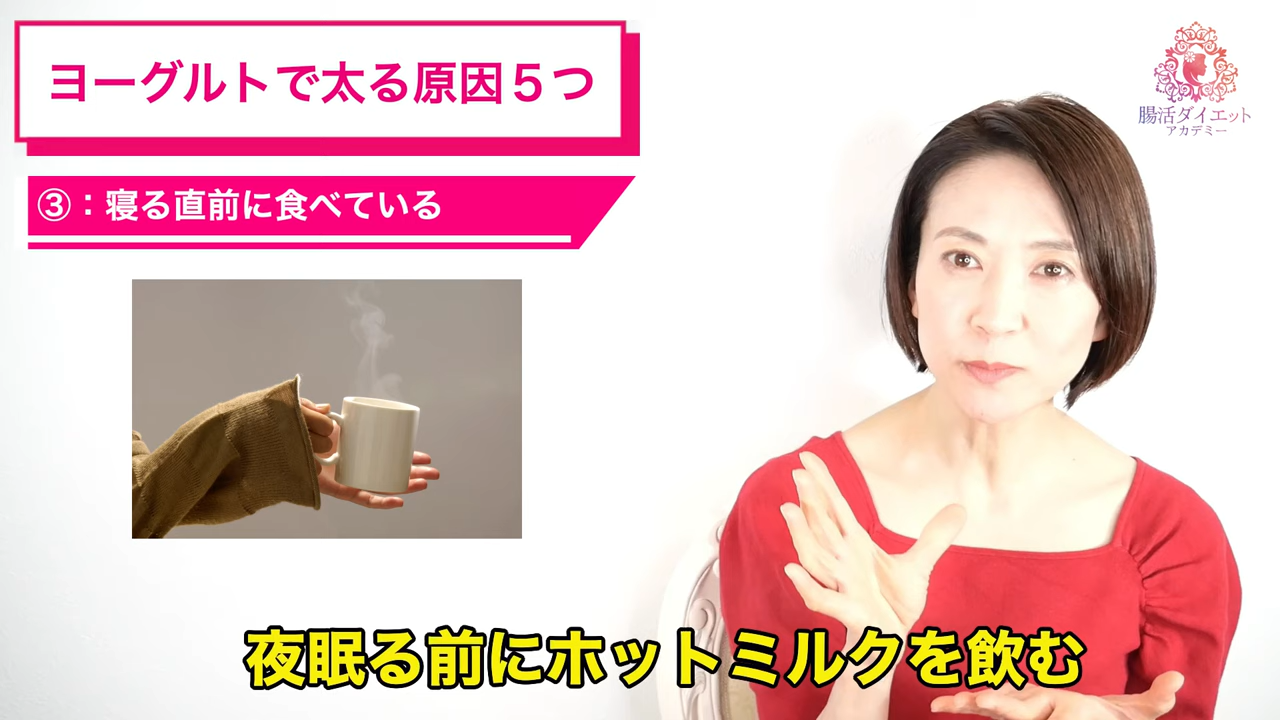 ヨーグルトで太る原因５つ
腸活ダイエット
アカデミー
③：寝る直前に食べている
夜眠る前にホットミルクを飲む